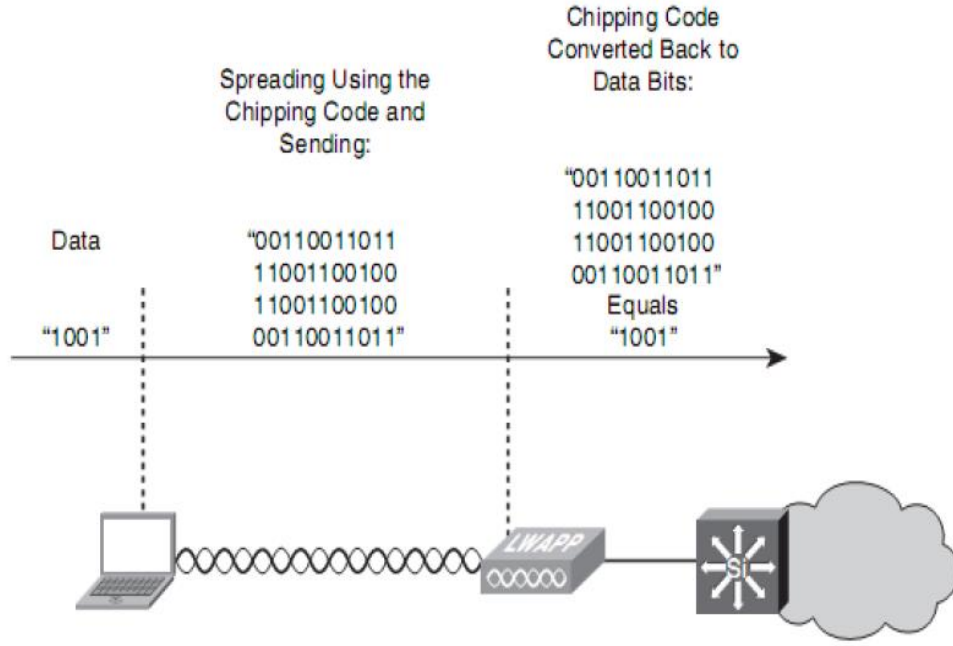 Chipping Code
Converted Back to
Data Bits:
Spreading Using the
Chipping Code and
Sending:
“00110011011
11001100100
11001100100
00110011011”
Equals
“1001”
Data
“1001”
“00110011011
11001100100
11001100100
00110011011”
LWAPP
Si